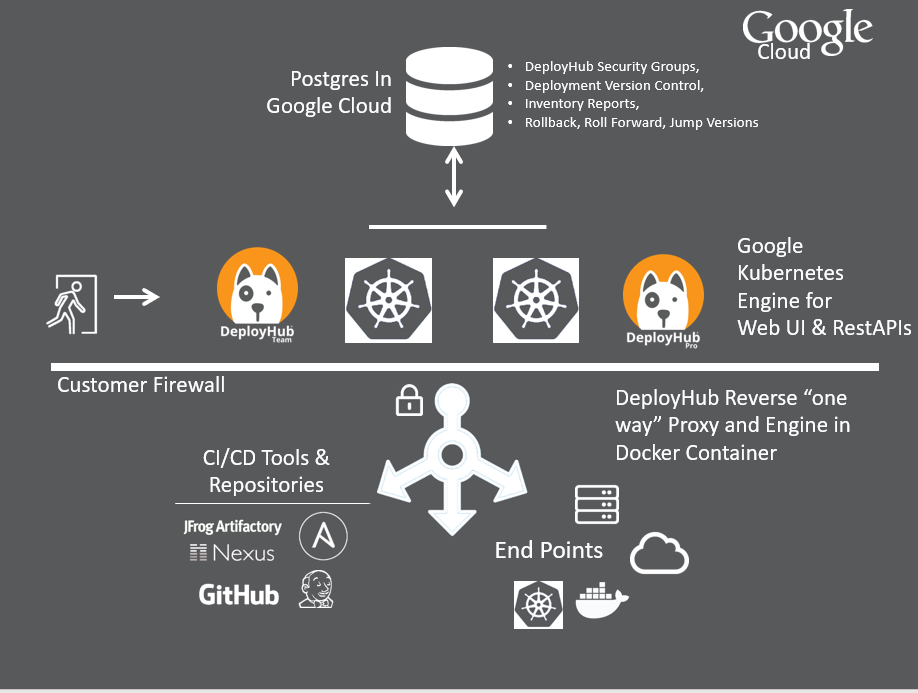 Google
Cloud
Postgres In
Google Cloud
• DeployHub Security Groups,
• Deployment Version Control,
• Inventory Reports,
• Rollback, Roll Forward, Jump Versions
Google
Kubernetes
Engine for
Web UI & RestAPIs
DeployHub
Team
DeployHub
Pro
Customer Firewall
DeployHub Reverse “one
way” Proxy and Engine in
Docker Container
CI/CD Tools &
Repositories
JFrog Artifactory
Nexus
GitHub
End Points